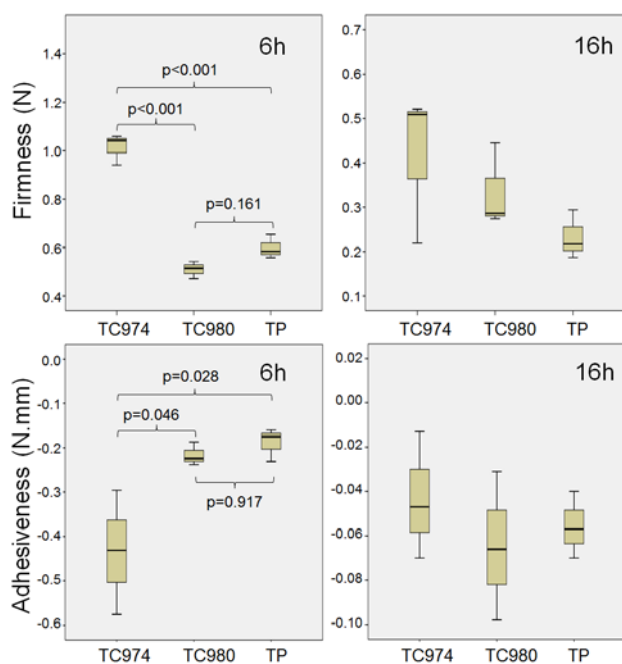 6h
16h
Firmness (N)
1.4
1.2
1.0
0.8
0.6
0.4
p<0.001
p<0.001
p=0.161
TC974 TC980 TP
0.7
0.6
0.5
0.4
0.3
0.2
0.1
TC974 TC980 TP
6h
16h
Adhesiveness (N.mm)
0.0
-0.1
-0.2
-0.3
-0.4
-0.5
-0.6
p=0.028
p=0.046
p=0.917
TC974 TC980 TP
0.02
0.00
-0.02
-0.04
-0.06
-0.08
-0.10
TC974 TC980 TP